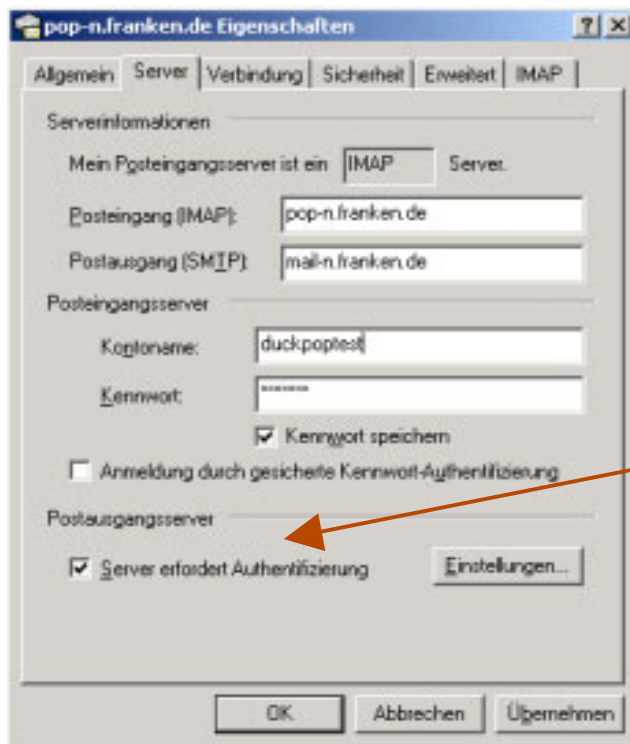 pop-n.franken.de Eigenschaften
Allgemein Server Verbindung Sicherheit Erweitert IMAP
Serverinformationen
Mein Posteingangsserver ist ein IMAP Server.
Posteingang (IMAP): pop-n.franken.de
Postausgang (SMTP): mail-n.franken.de
Posteingangsserver
Kontoname: duckpoptest
Kennwort: ********
Kennwort speichern
Anmeldung durch gesicherte Kennwort-Authentifizierung
Postausgangsserver
Server erfordert Authentifizierung Einstellungen...
OK Abbrechen Übernehmen